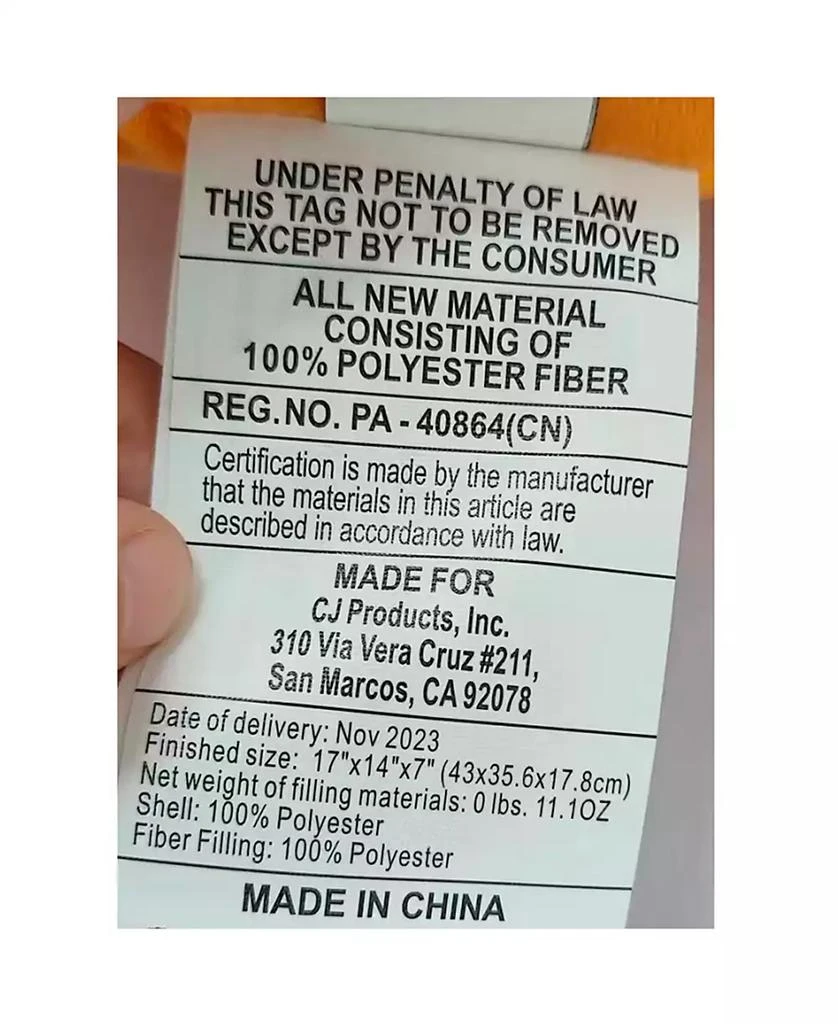 UNDER PENALTY OF LAW
THIS TAG NOT TO BE REMOVED
EXCEPT BY THE CONSUMER
ALL NEW MATERIAL
CONSISTING OF
100% POLYESTER FIBER
REG.NO. PA - 40864(CN)
Certification is made by the manufacturer
that the materials in this article are
described in accordance with law.
MADE FOR
CJ Products, Inc.
310 Via Vera Cruz #211,
San Marcos, CA 92078
Date of delivery: Nov 2023
Finished size: 17"x14"x7" (43x35.6x17.8cm)
Net weight of filling materials: 0 lbs. 11.1OZ
Shell: 100% Polyester
Fiber Filling: 100% Polyester
MADE IN CHINA